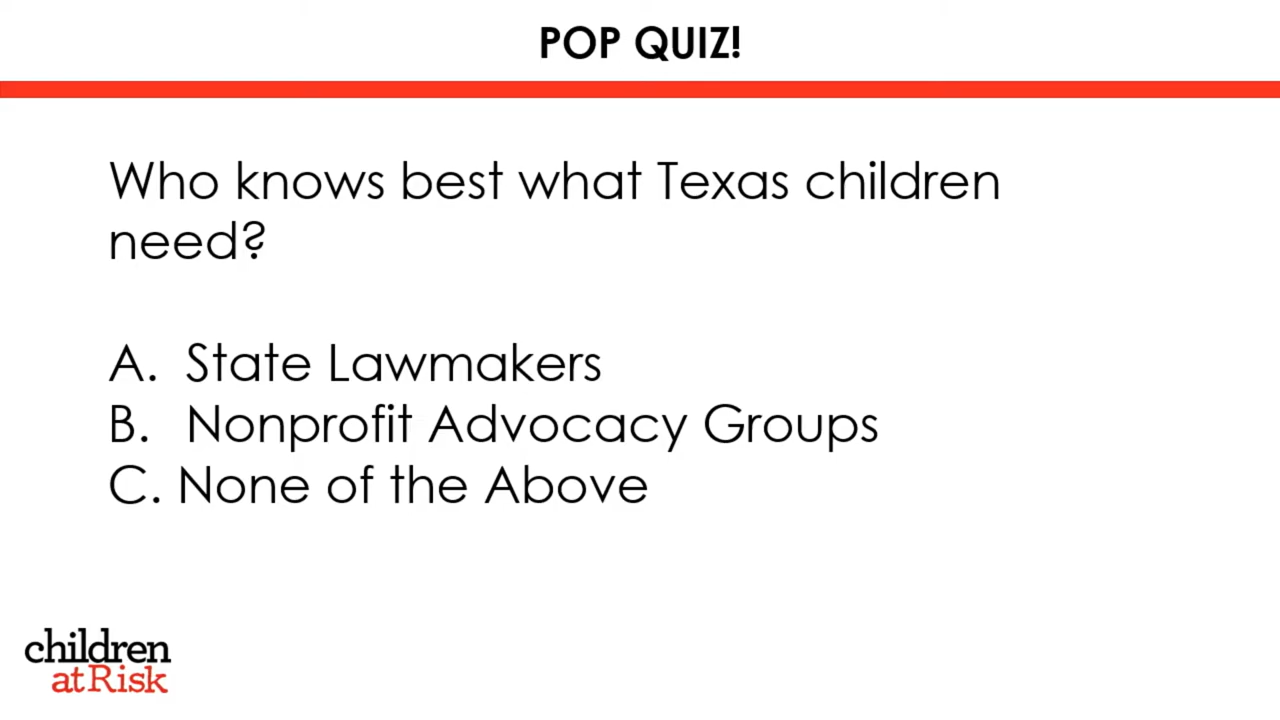 POP QUIZ!
Who knows best what Texas children
need?
A. State Lawmakers
B. Nonprofit Advocacy Groups
C. None of the Above
children
at Risk